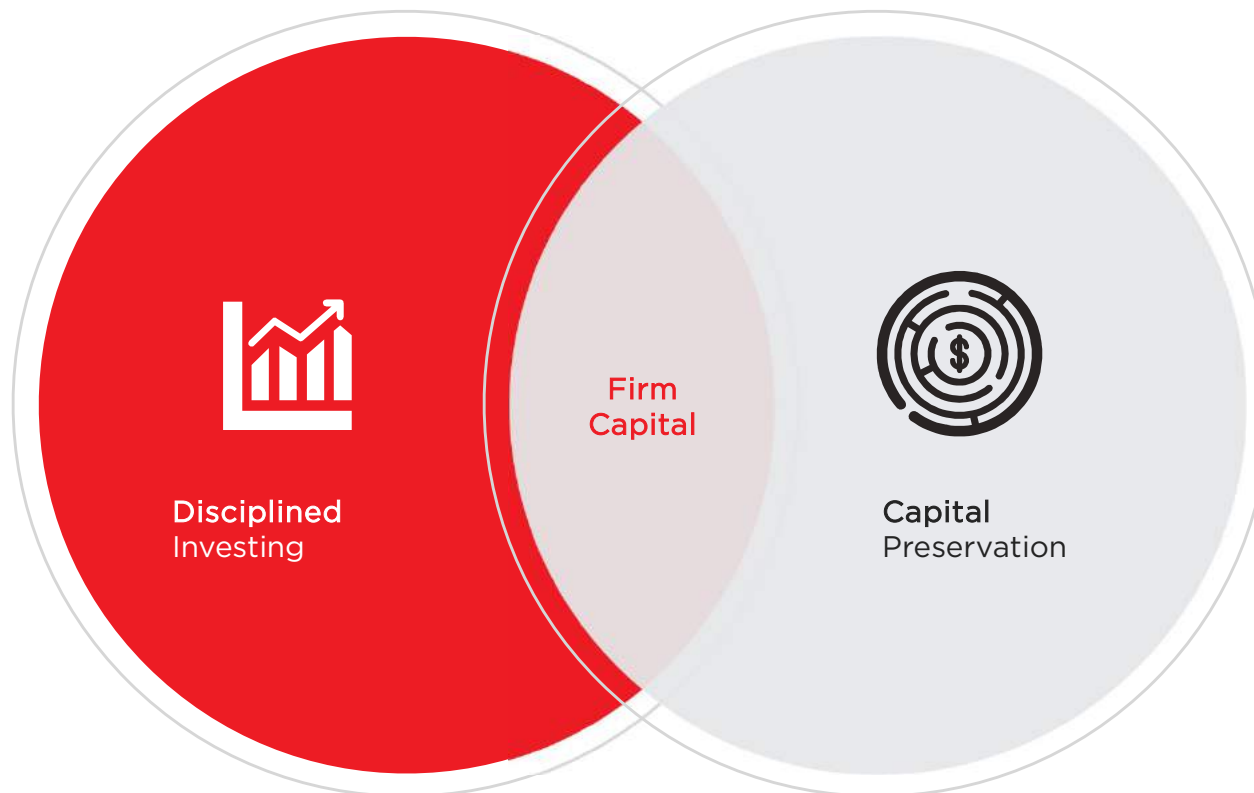 Firm
Capital
Disciplined
Investing
Capital
Preservation
$